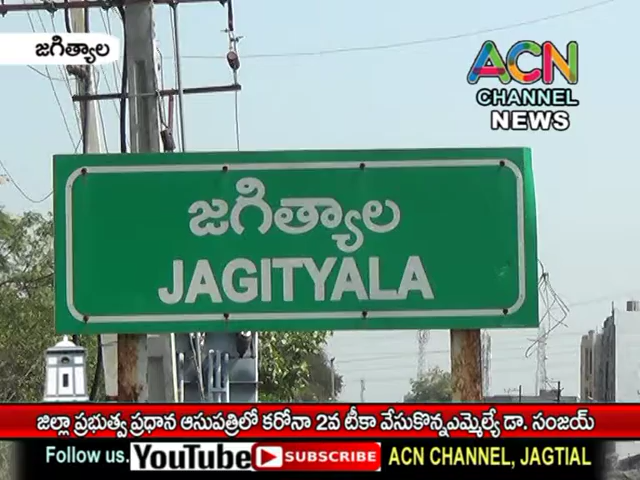 జగిత్యాల
ACN
CHANNEL
NEWS
జగిత్యాల
JAGITYALA
జిల్లా ప్రభుత్వ ప్రధాన ఆసుపత్రిలో కరోనా 2వ టీకా వేసుకొన్నఎమ్మెల్యే డా. సంజయ్
Follow us. YouTube SUBSCRIBE ACN CHANNEL, JAGTIAL